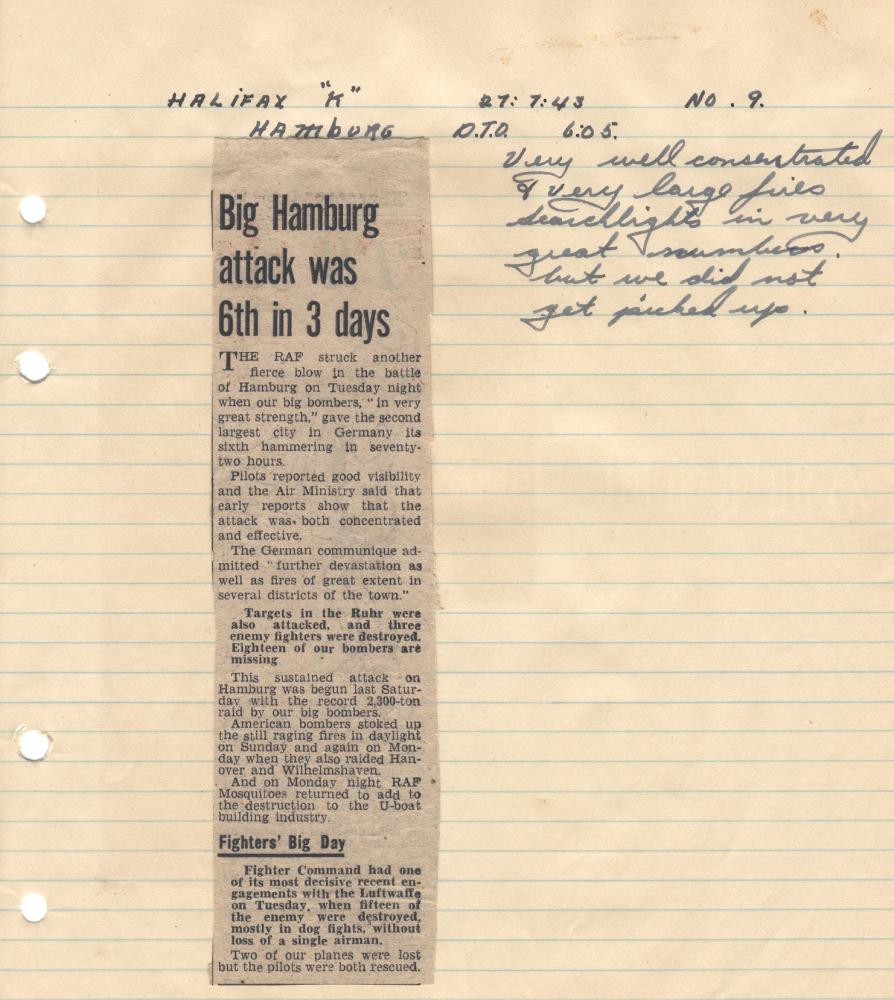 HALIFAX "K" 27:7:43 NO. 9.
HAMBURG D.T.O. 6:05.
Very well consentrated
& very large fires
searchlights in very
great numbers.
but we did not
get picked up.
Big Hamburg
attack was
6th in 3 days
THE RAF struck another
fierce blow in the battle
of Hamburg on Tuesday night
when our big bombers, "in very
great strength," gave the second
largest city in Germany its
sixth hammering in seventy-
two hours.
Pilots reported good visibility
and the Air Ministry said that
early reports show that the
attack was both concentrated
and effective.
The German communique ad-
mitted "further devastation as
well as fires of great extent in
several districts of the town."
Targets in the Ruhr were
also attacked, and three
enemy fighters were destroyed.
Eighteen of our bombers are
missing
This sustained attack on
Hamburg was begun last Satur-
day with the record 2,300-ton
raid by our big bombers.
American bombers stoked up
the still raging fires in daylight
on Sunday and again on Mon-
day when they also raided Han-
over and Wilhelmshaven.
And on Monday night RAF
Mosquitoes returned to add to
the destruction to the U-boat
building industry.
Fighters' Big Day
Fighter Command had one
of its most decisive recent en-
gagements with the Luftwaffe
on Tuesday, when fifteen of
the enemy were destroyed,
mostly in dog fights, without
loss of a single airman.
Two of our planes were lost
but the pilots were both rescued.